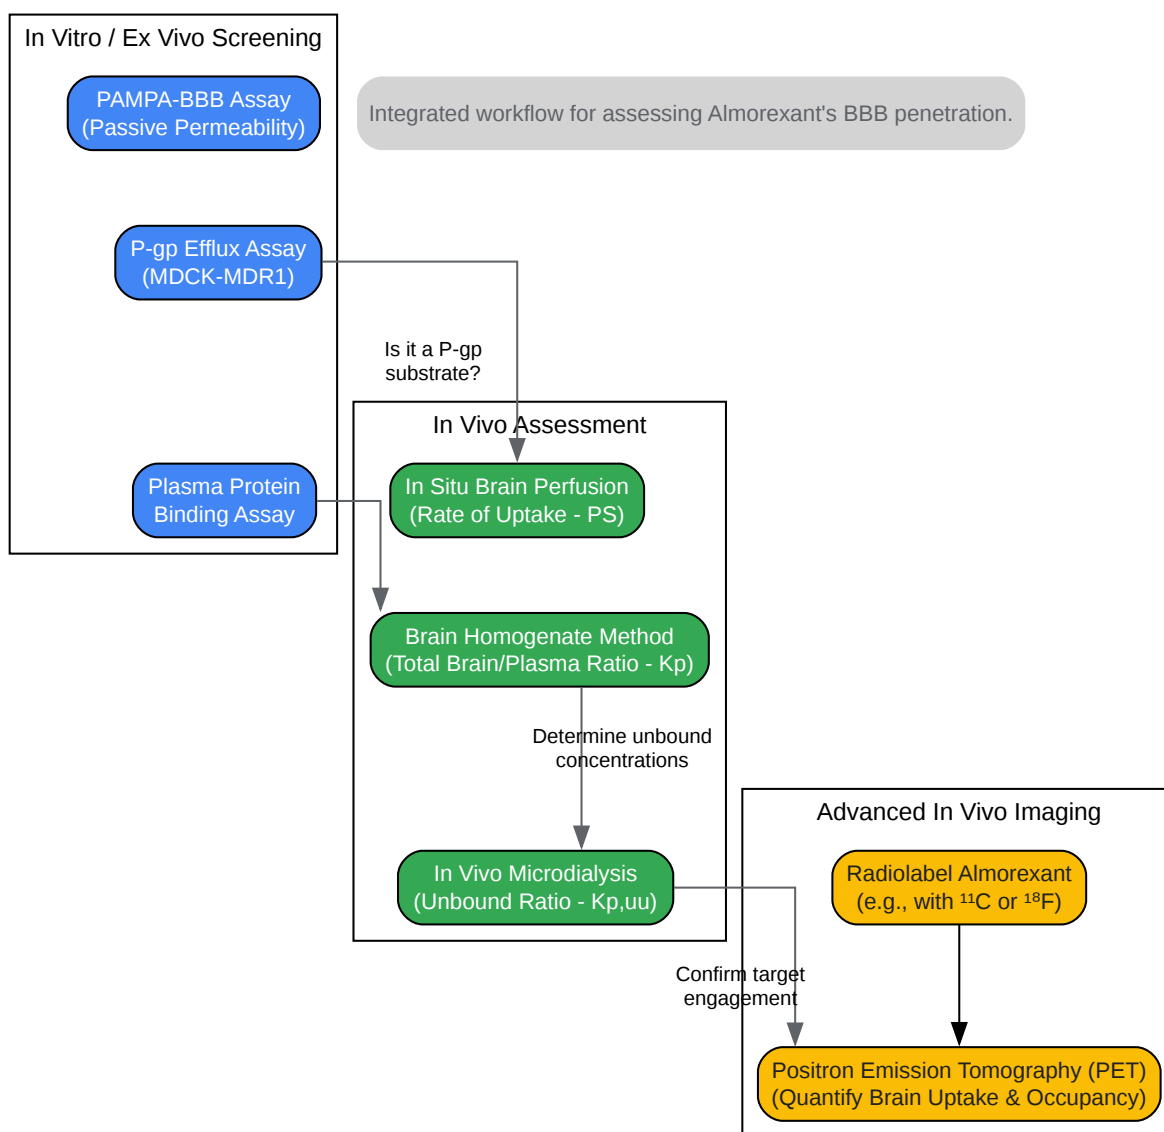 In Vitro / Ex Vivo Screening
PAMPA-BBB Assay
(Passive Permeability)
Integrated workflow for assessing Almorexant's BBB penetration.
P-gp Efflux Assay
(MDCK-MDR1)
Is it a P-gp
substrate?
In Vivo Assessment
Plasma Protein
Binding Assay
In Situ Brain Perfusion
(Rate of Uptake - PS)
Brain Homogenate Method
(Total Brain/Plasma Ratio - Kp)
Determine unbound
concentrations
Advanced In Vivo Imaging
In Vivo Microdialysis
(Unbound Ratio - Kp,uu)
Radiolabel Almorexant
(e.g., with ¹¹C or ¹⁸F)
Confirm target
engagement
Positron Emission Tomography (PET)
(Quantify Brain Uptake & Occupancy)